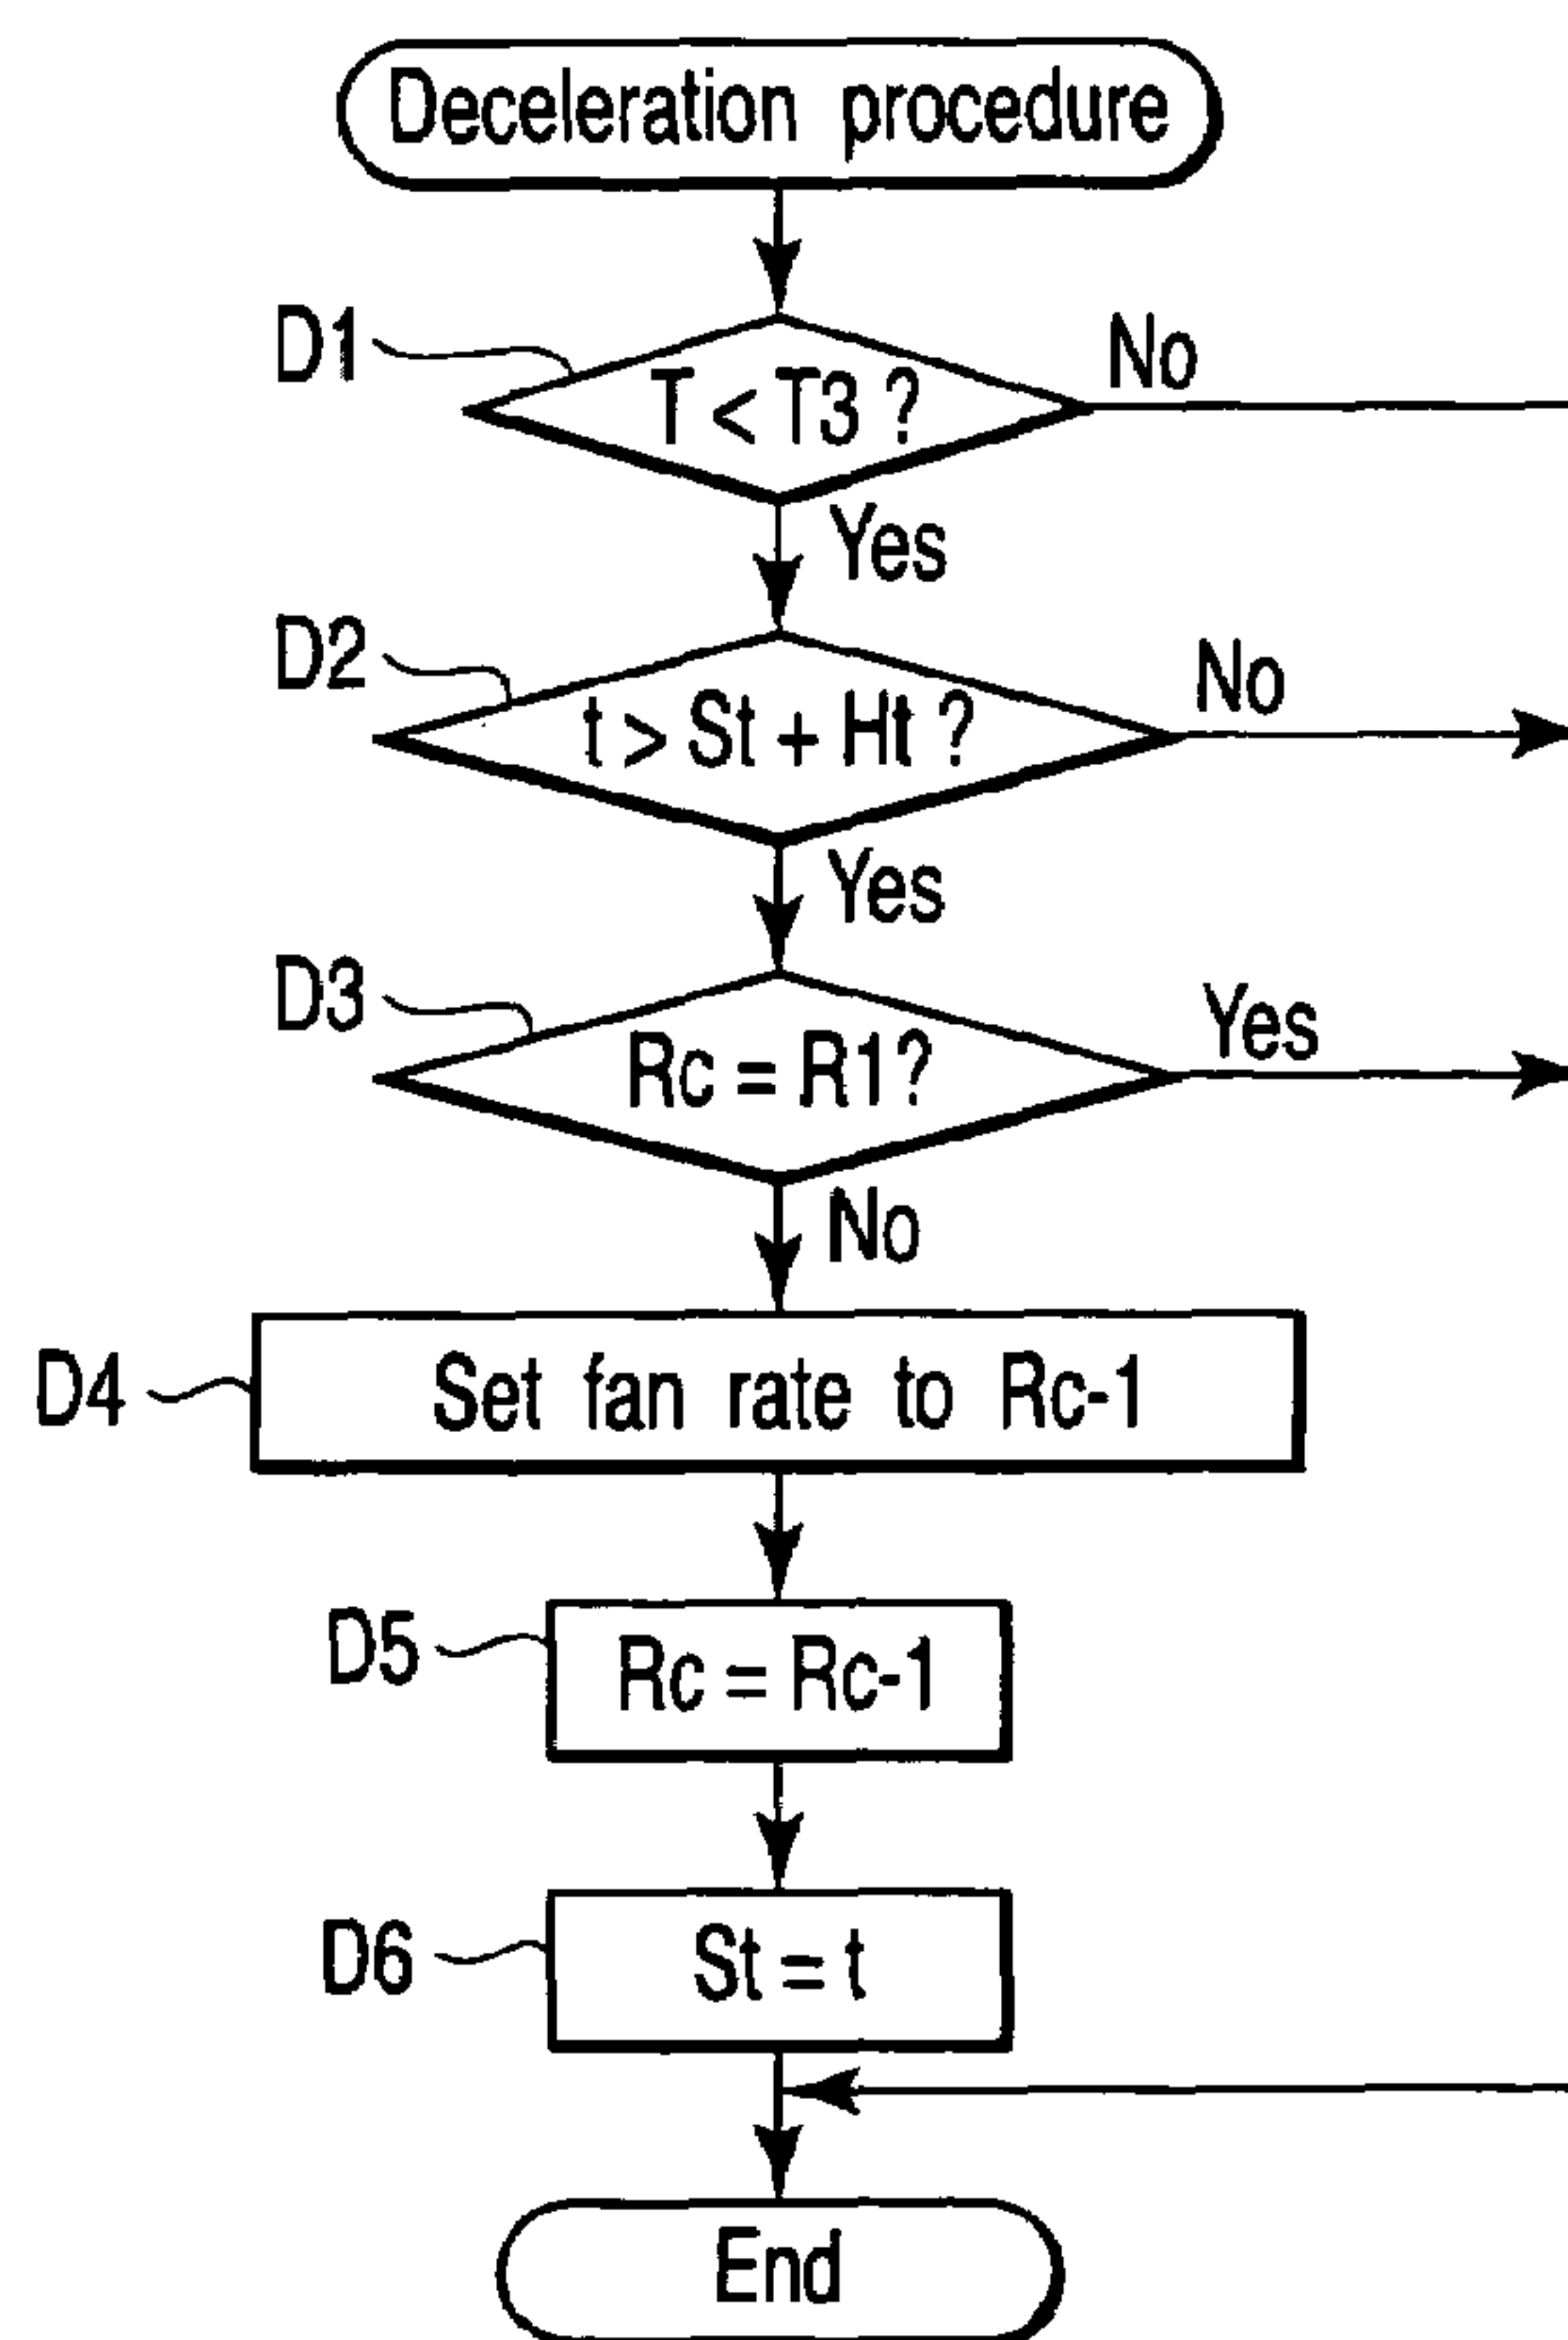 Deceleration procedure
D1
T < T3 ?
No
Yes
D2
t > St + Ht ?
No
Yes
D3
Rc = R1?
Yes
No
D4
Set fan rate to Rc-1
D5
Rc = Rc-1
D6
St = t
End